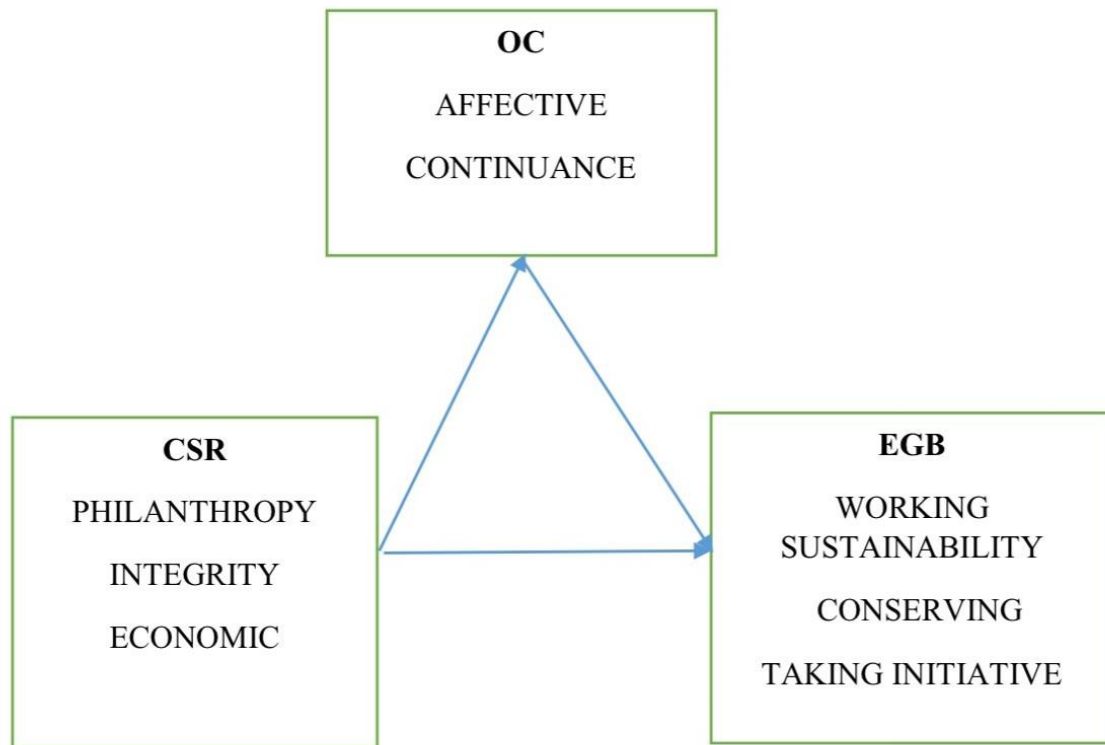 OC
AFFECTIVE
CONTINUANCE
CSR
PHILANTHROPY
INTEGRITY
ECONOMIC
EGB
WORKING
SUSTAINABILITY
CONSERVING
TAKING INITIATIVE